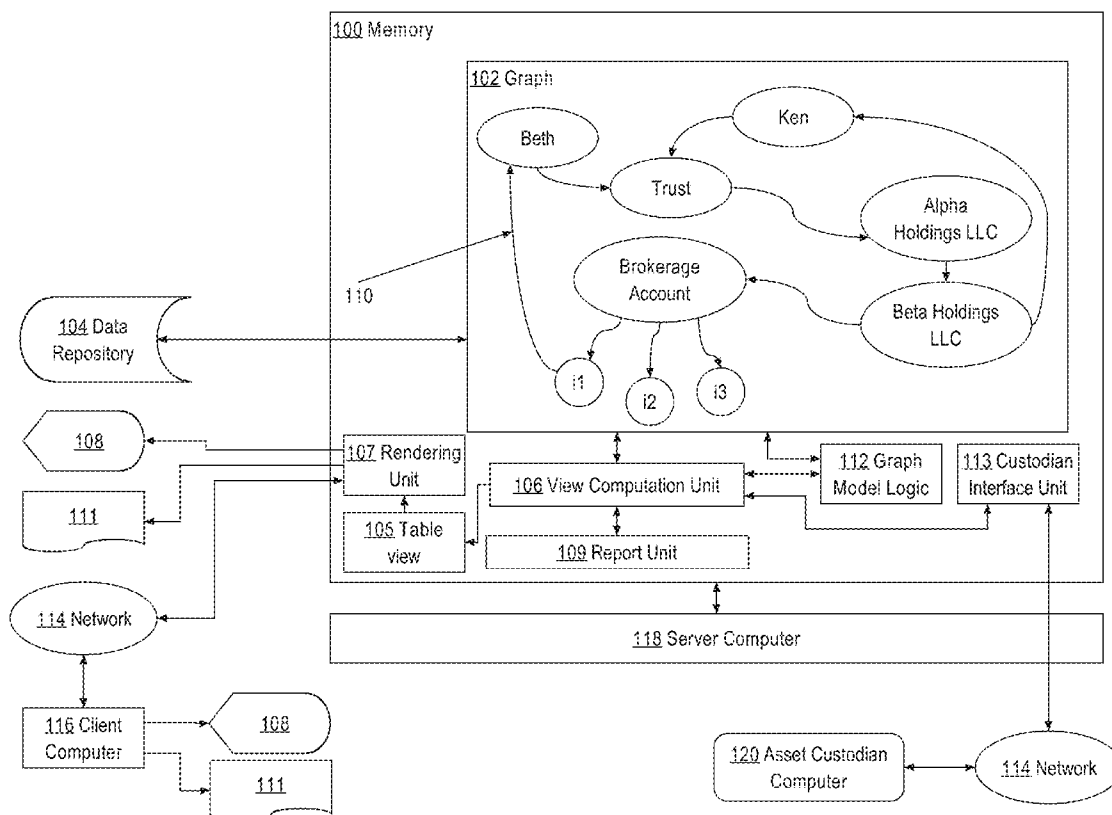 100 Memory
102 Graph
Beth
Ken
Trust
Alpha
Holdings LLC
Brokerage
Account
Beta Holdings
LLC
110
i1
i2
i3
104 Data
Repository
108
107 Rendering
Unit
106 View Computation Unit
112 Graph
Model Logic
113 Custodian
Interface Unit
111
105 Table
view
109 Report Unit
114 Network
118 Server Computer
116 Client
Computer
108
111
120 Asset Custodian
Computer
114 Network